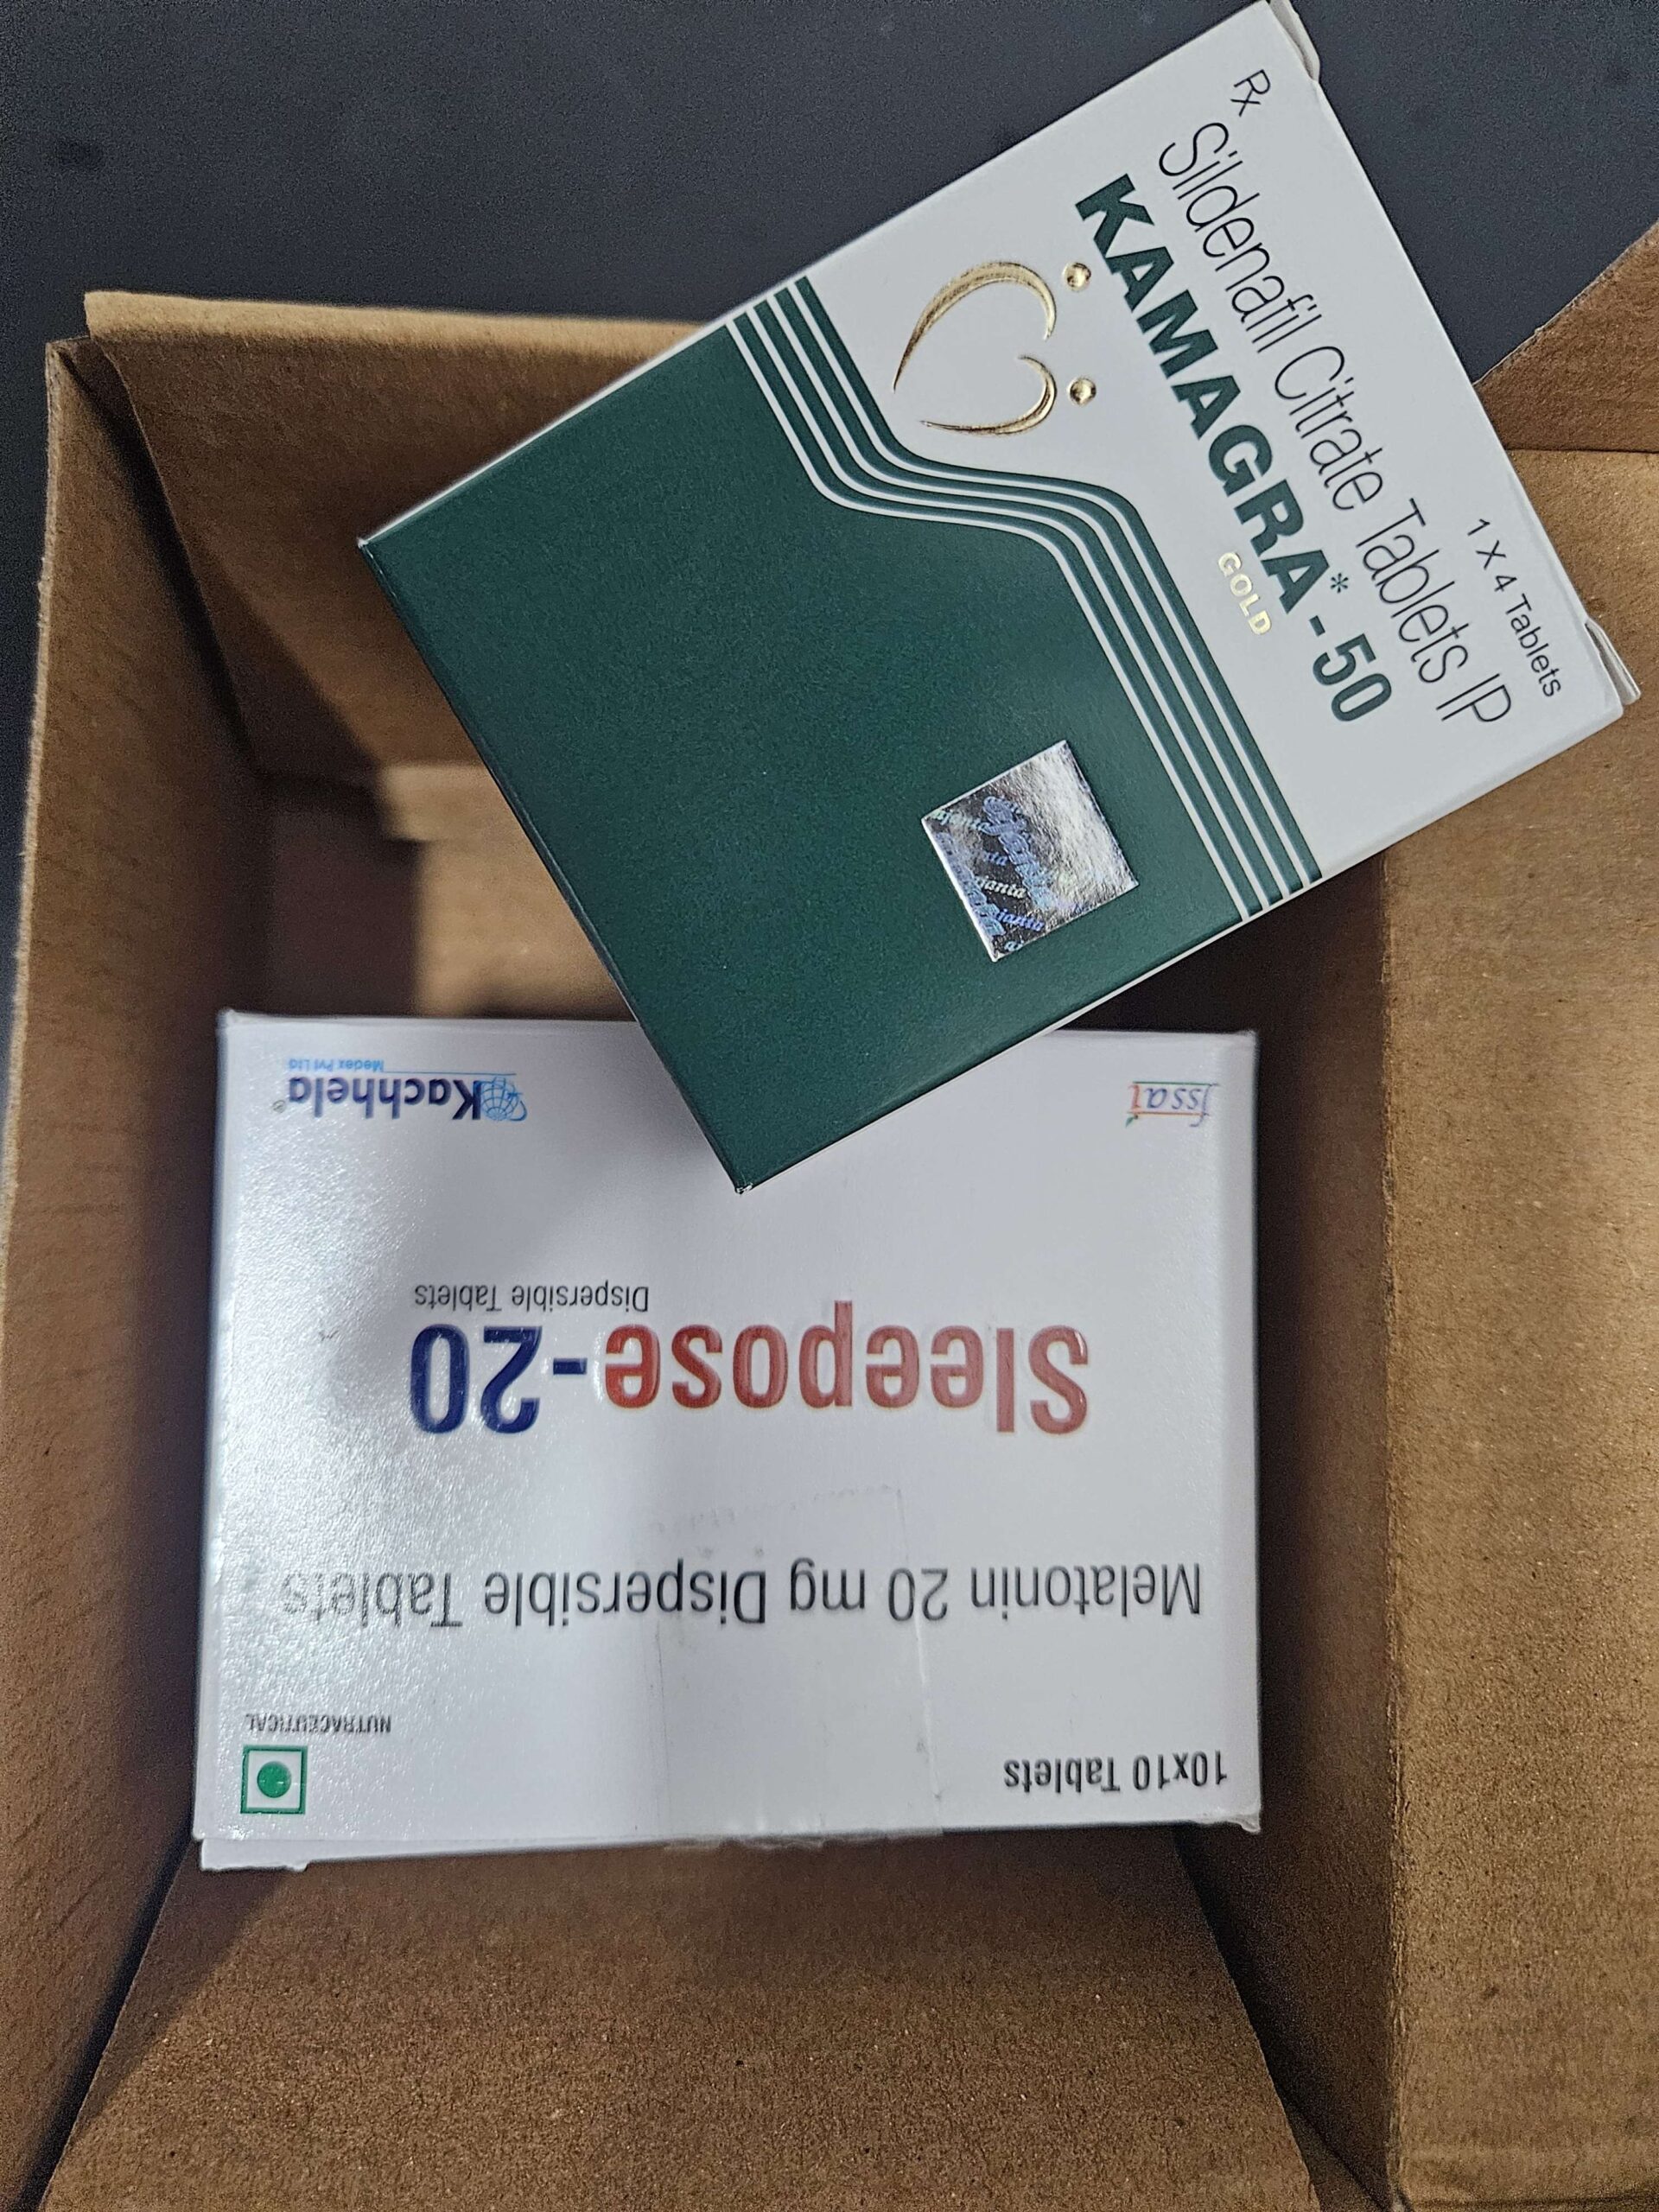 Rx
1 X 4 Tablets
Sildenafil Citrate Tablets IP
KAMAGRA*-50
GOLD
ajanta
10x10 Tablets
NUTRACEUTICAL
Melatonin 20 mg Dispersible Tablets
Sleepose-20
Dispersible Tablets
fssai
Kachhela®
Medex Pvt Ltd